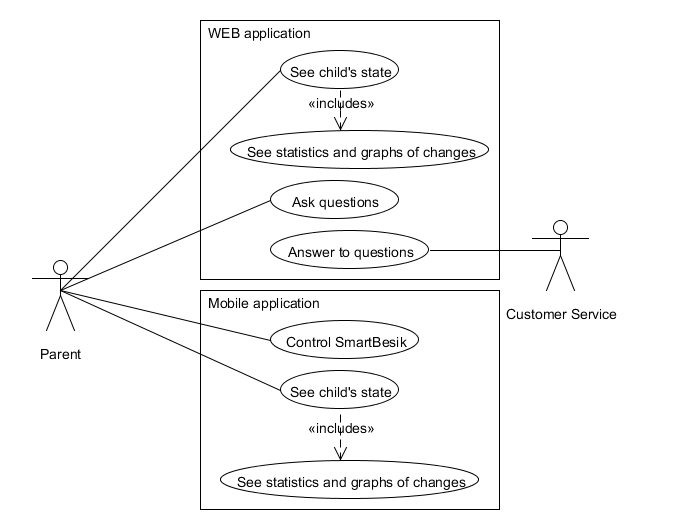 WEB application
See child's state
«includes»
See statistics and graphs of changes
Ask questions
Answer to questions
Customer Service
Parent
Mobile application
Control SmartBesik
See child's state
«includes»
See statistics and graphs of changes